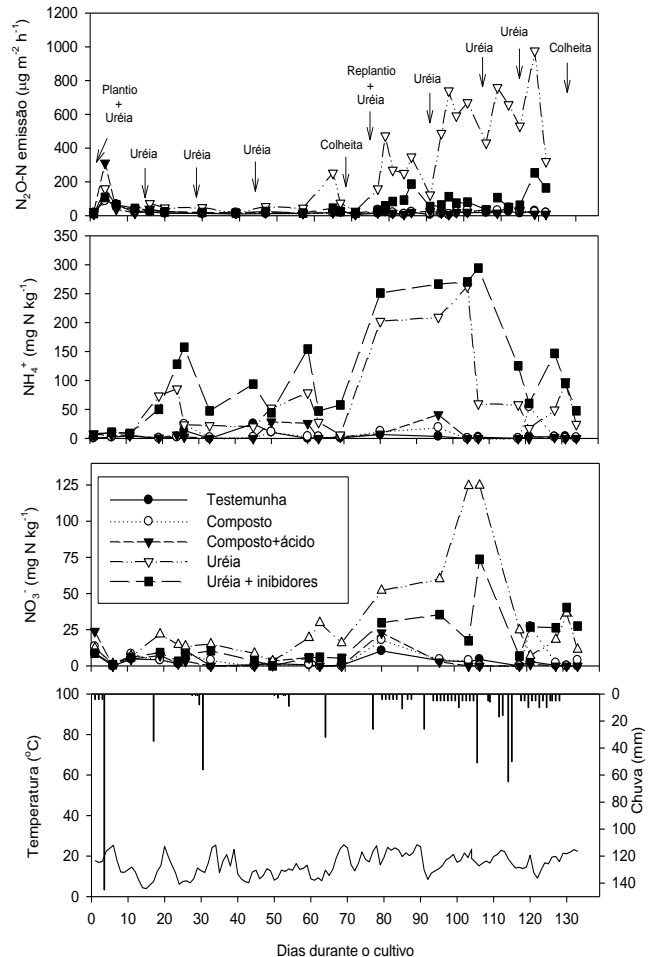 N₂O-N emissão (µg m⁻² h⁻¹)
1200
1000
800
600
400
200
0
Plantio
+
Uréia
Uréia
Uréia
Uréia
Colheita
Replantio
+
Uréia
Uréia
Uréia
Uréia
Colheita
NH₄⁺ (mg N kg⁻¹)
350
300
250
200
150
100
50
0
NO₃⁻ (mg N kg⁻¹)
125
100
75
50
25
0
Testemunha
Composto
Composto+ácido
Uréia
Uréia + inibidores
Temperatura (°C)
100
80
60
40
20
0
Chuva (mm)
0
20
40
60
80
100
120
140
0 10 20 30 40 50 60 70 80 90 100 110 120 130
Dias durante o cultivo